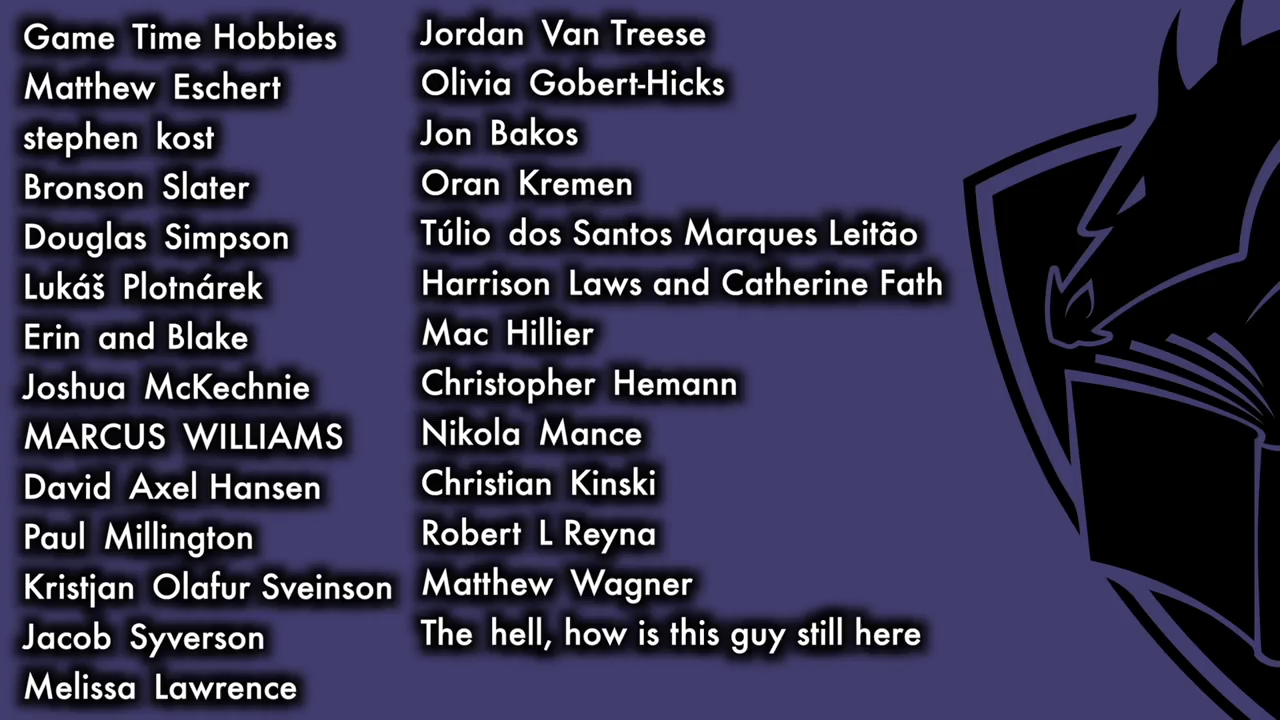 Game Time Hobbies
Matthew Eschert
stephen kost
Bronson Slater
Douglas Simpson
Lukáš Plotnárek
Erin and Blake
Joshua McKechnie
MARCUS WILLIAMS
David Axel Hansen
Paul Millington
Kristjan Olafur Sveinson
Jacob Syverson
Melissa Lawrence
Jordan Van Treese
Olivia Gobert-Hicks
Jon Bakos
Oran Kremen
Túlio dos Santos Marques Leitão
Harrison Laws and Catherine Fath
Mac Hillier
Christopher Hemann
Nikola Mance
Christian Kinski
Robert L Reyna
Matthew Wagner
The hell, how is this guy still here